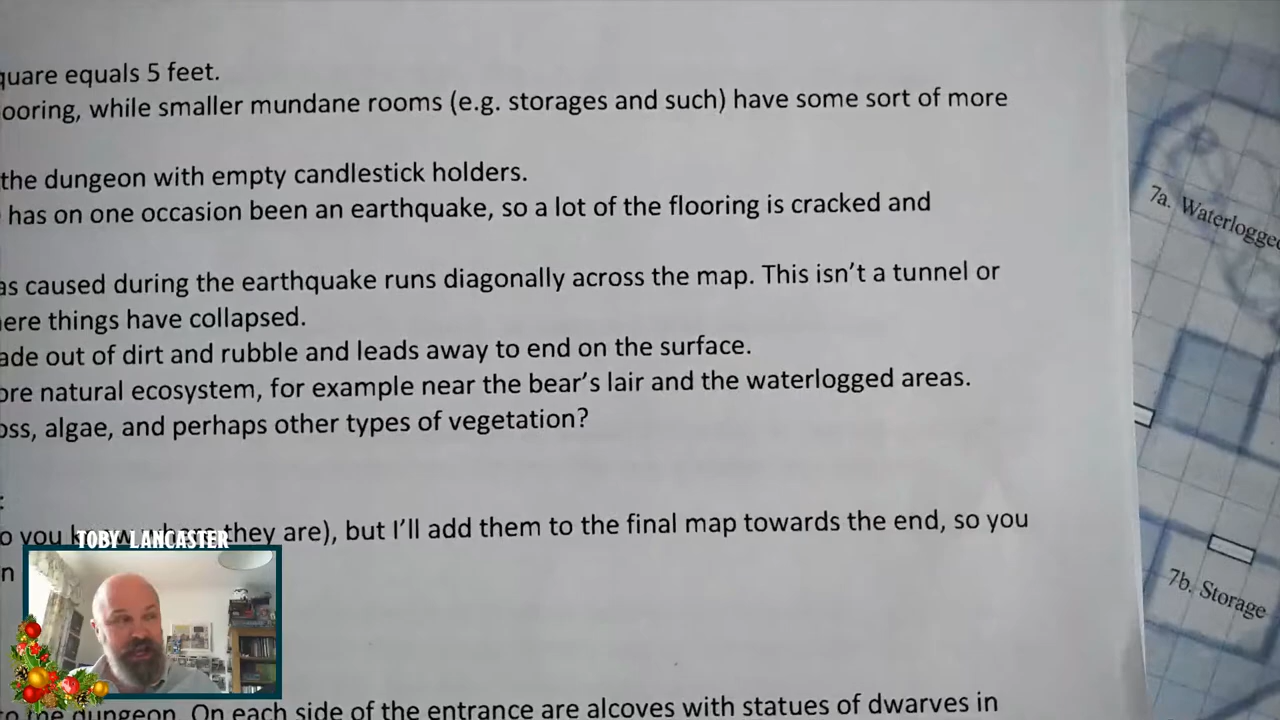 quare equals 5 feet.
ooring, while smaller mundane rooms (e.g. storages and such) have some sort of more
the dungeon with empty candlestick holders.
has on one occasion been an earthquake, so a lot of the flooring is cracked and
as caused during the earthquake runs diagonally across the map. This isn't a tunnel or
ere things have collapsed.
ade out of dirt and rubble and leads away to end on the surface.
ore natural ecosystem, for example near the bear's lair and the waterlogged areas.
oss, algae, and perhaps other types of vegetation?
:
o you know where they are), but I'll add them to the final map towards the end, so you
n
to the dungeon. On each side of the entrance are alcoves with statues of dwarves in
TOBY LANCASTER
7a. Waterlogged
7b. Storage